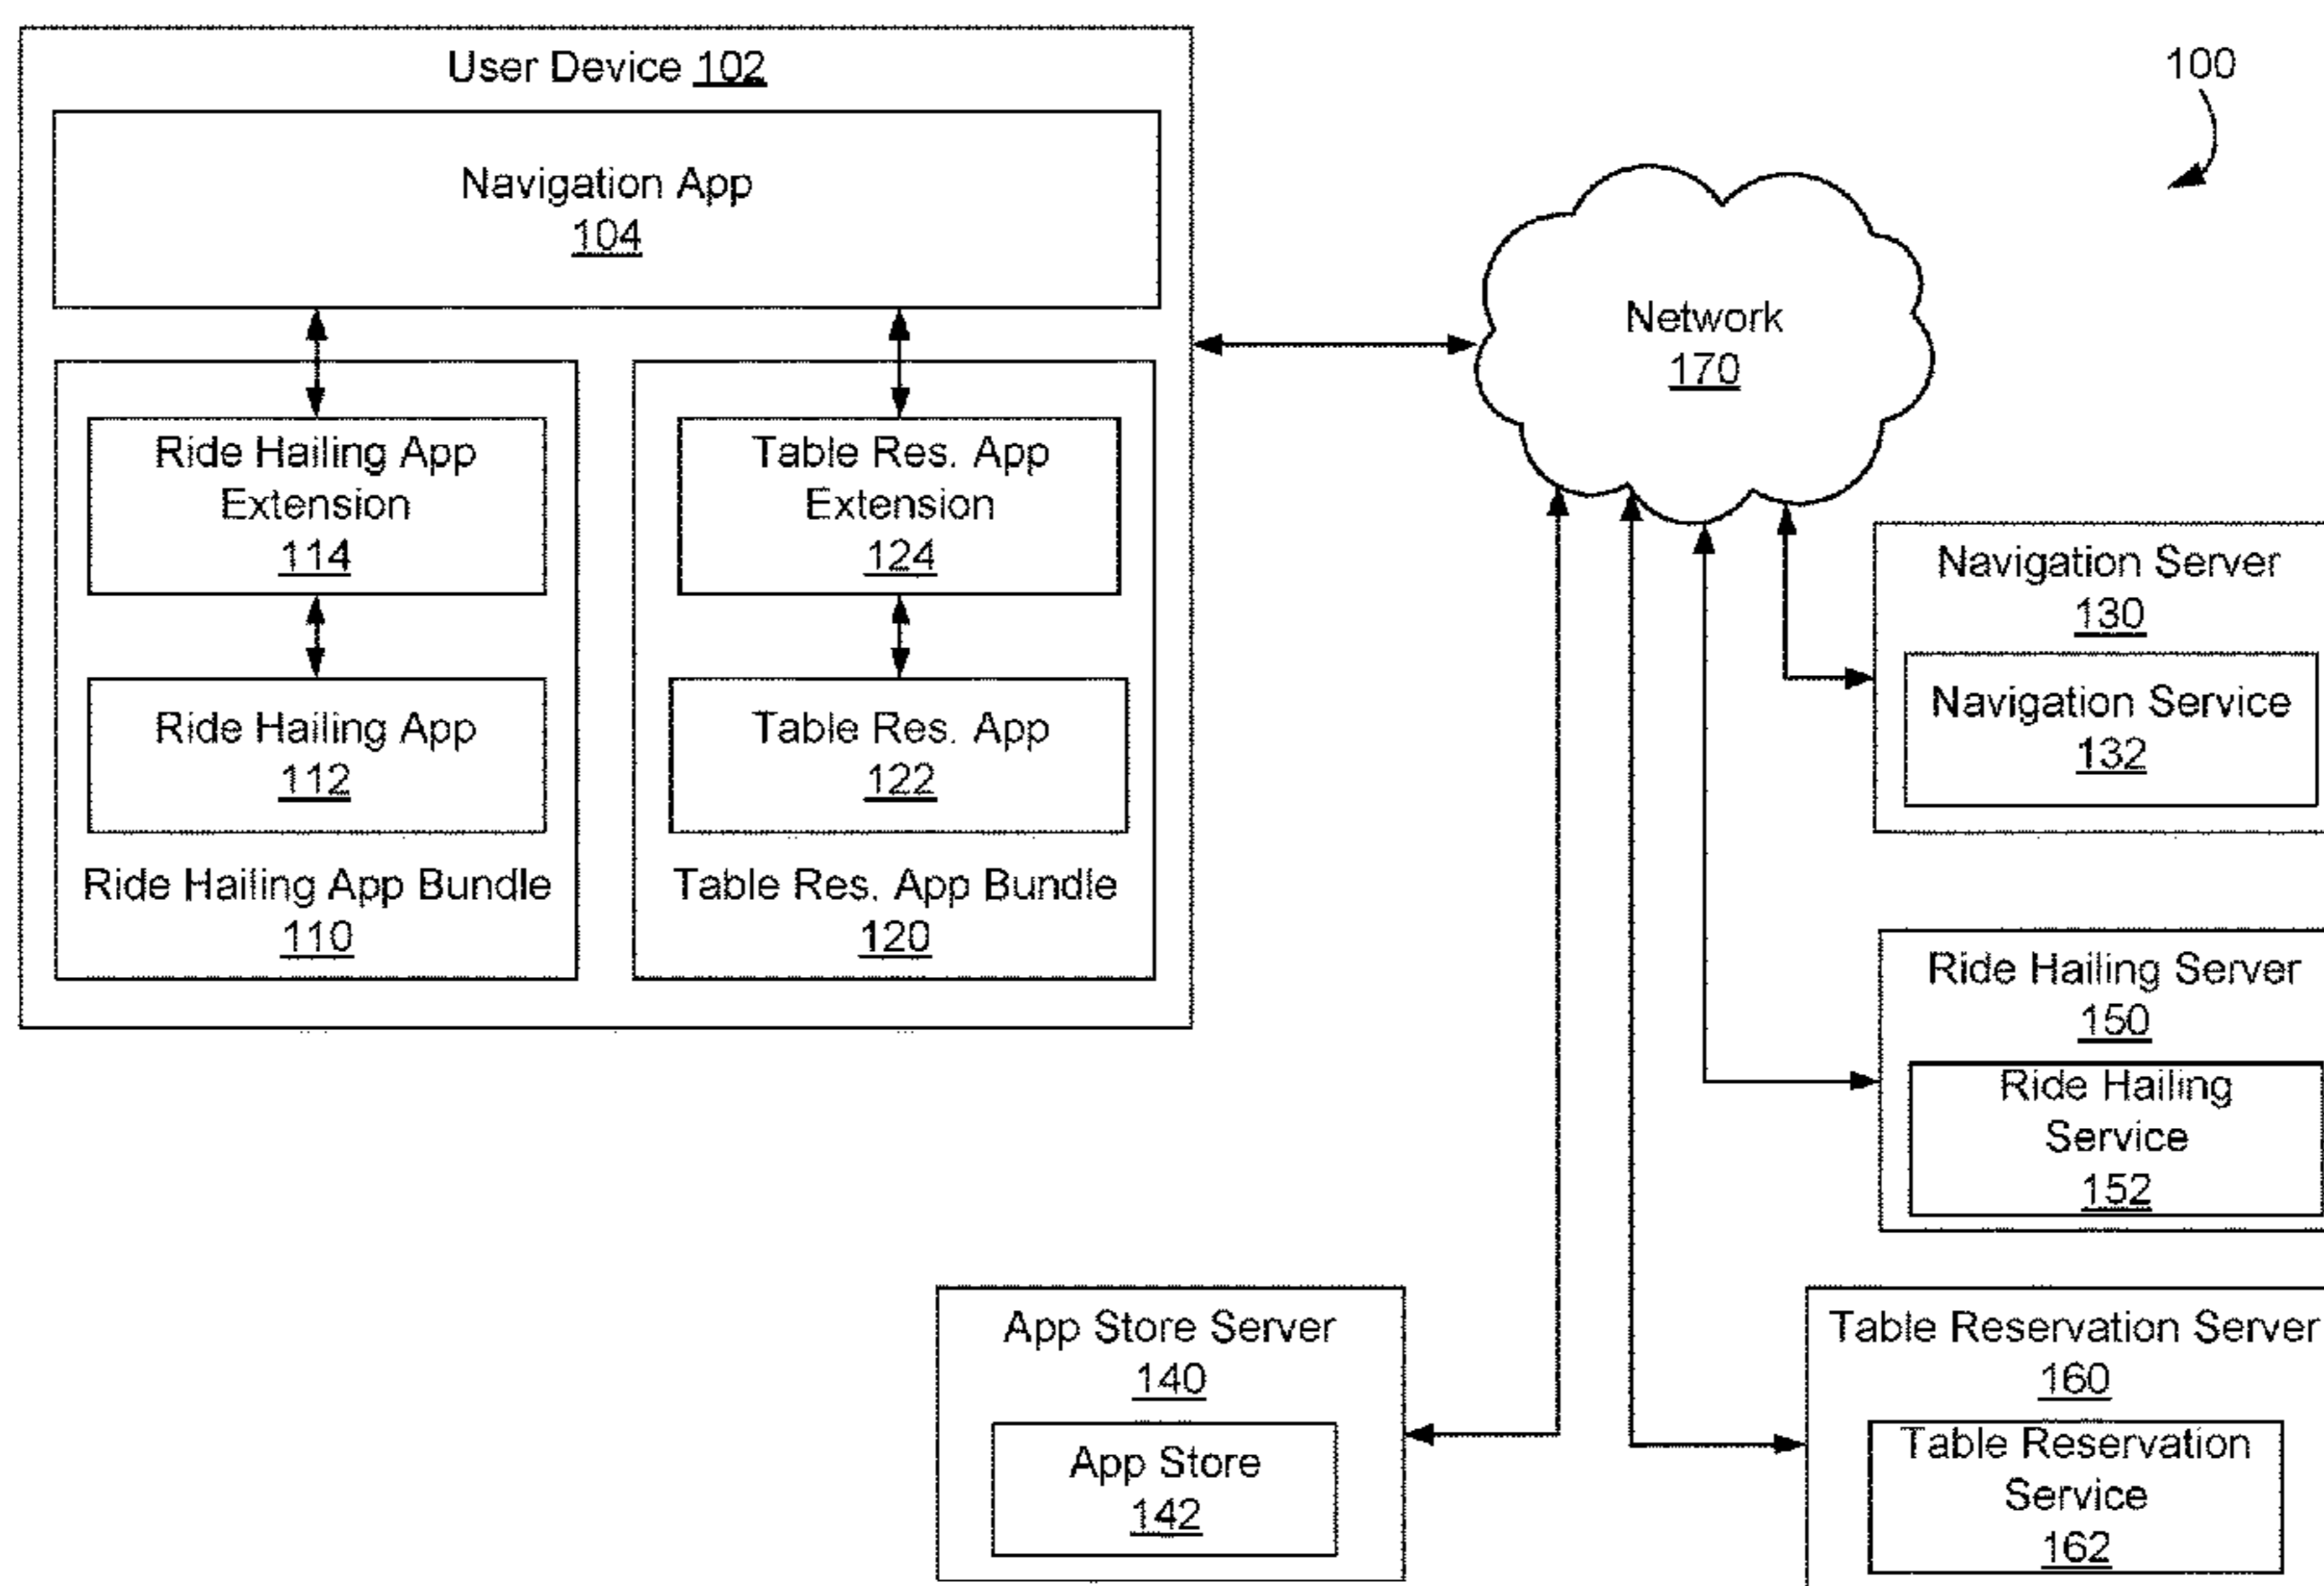 User Device 102
Navigation App
104
Ride Hailing App
Extension
114
Ride Hailing App
112
Ride Hailing App Bundle
110
Table Res. App
Extension
124
Table Res. App
122
Table Res. App Bundle
120
100
Network
170
Navigation Server
130
Navigation Service
132
Ride Hailing Server
150
Ride Hailing
Service
152
App Store Server
140
App Store
142
Table Reservation Server
160
Table Reservation
Service
162